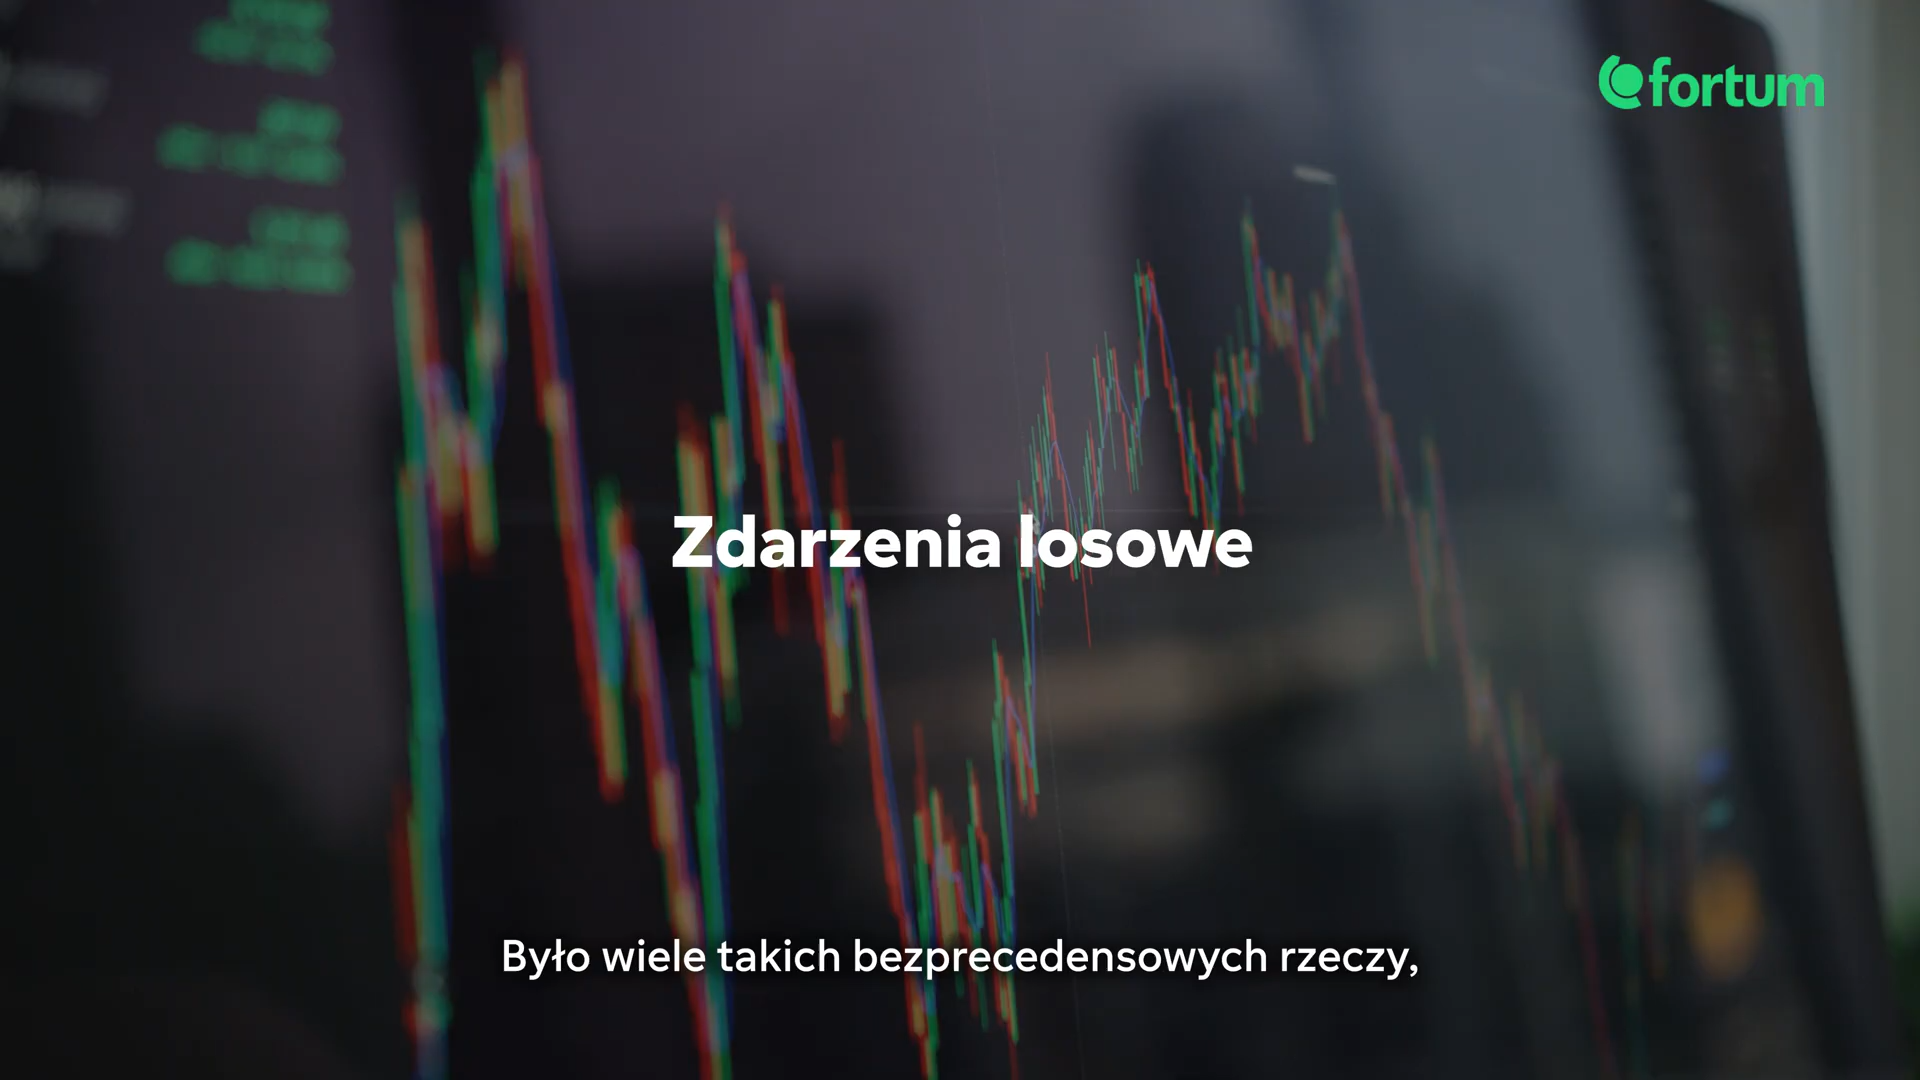 fortum
Zdarzenia losowe
Było wiele takich bezprecedensowych rzeczy,